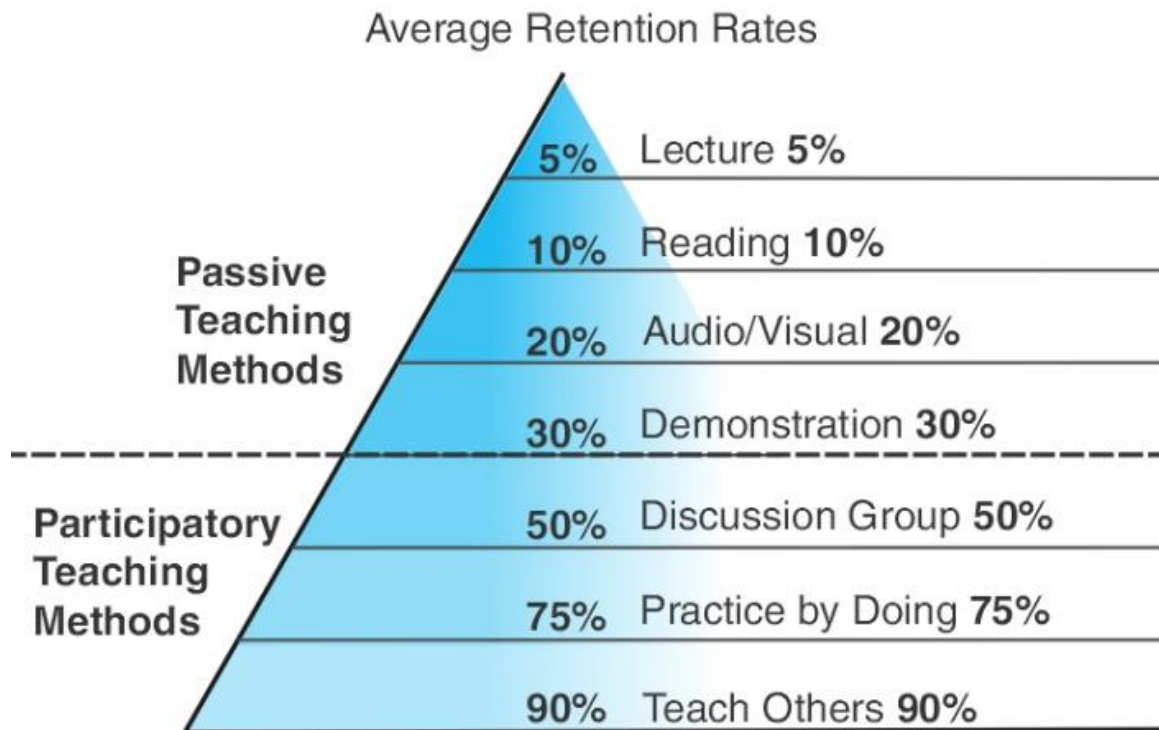 Average Retention Rates
5% Lecture 5%
10% Reading 10%
Passive
Teaching
Methods
20% Audio/Visual 20%
30% Demonstration 30%
Participatory
Teaching
Methods
50% Discussion Group 50%
75% Practice by Doing 75%
90% Teach Others 90%